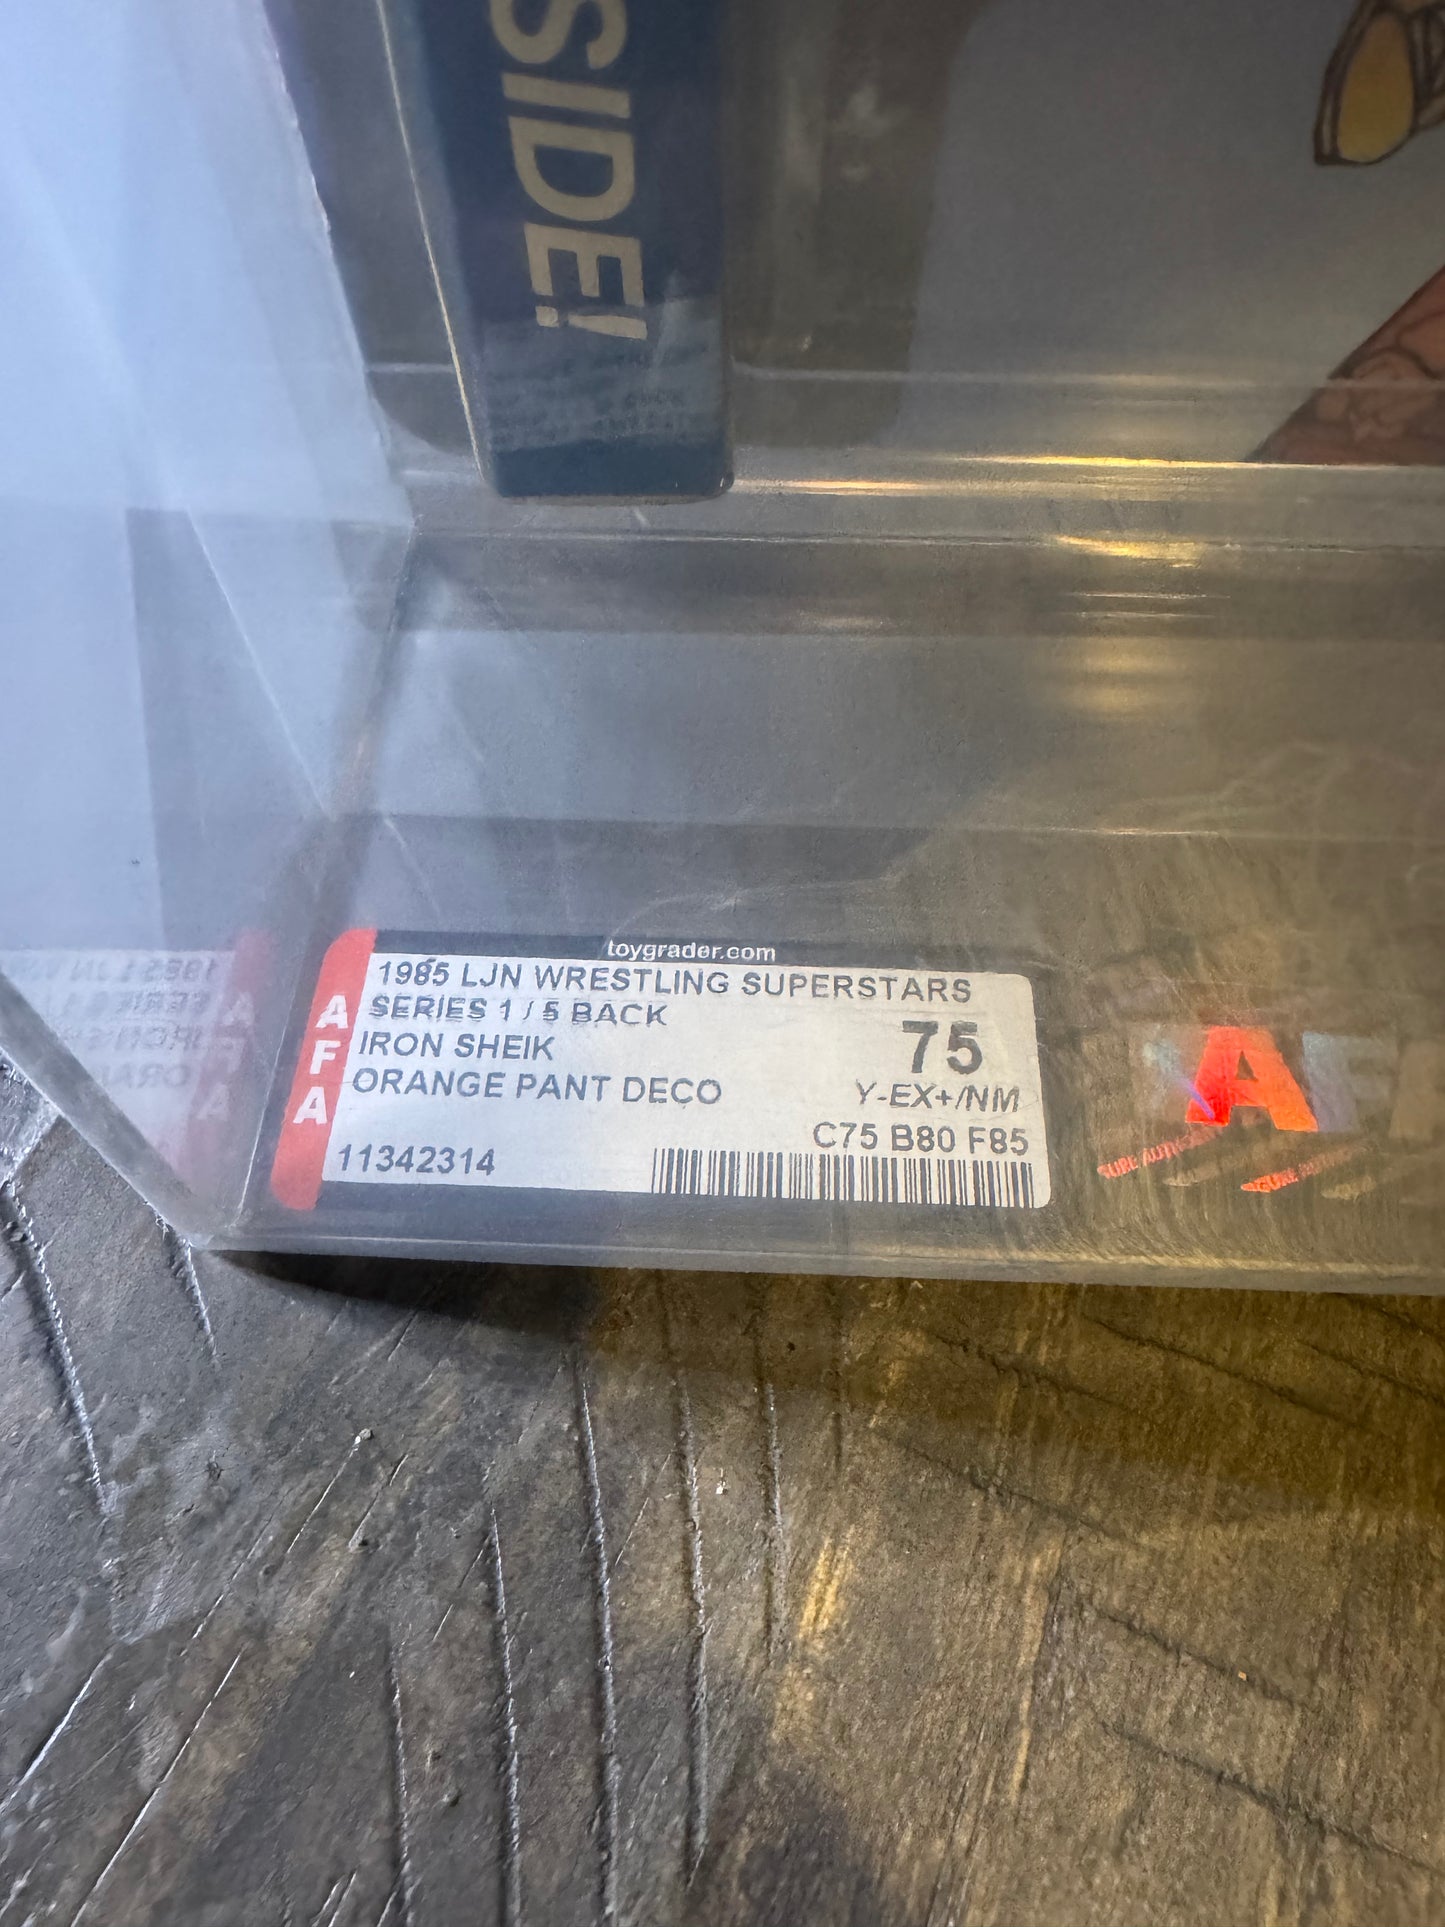 SIDE!
toygrader.com
AFA
1985 LJN WRESTLING SUPERSTARS
SERIES 1 / 5 BACK
IRON SHEIK
ORANGE PANT DECO
75
Y-EX+/NM
C75 B80 F85
11342314
A